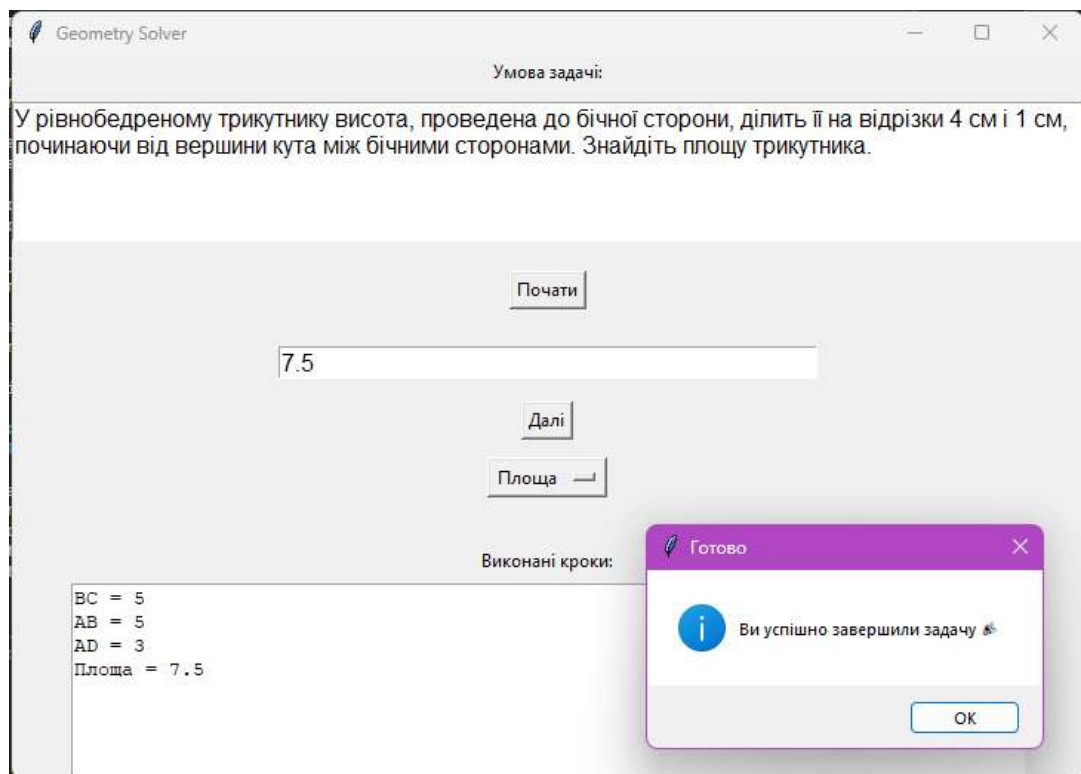 Geometry Solver
Умова задачі:
У рівнобедреному трикутнику висота, проведена до бічної сторони, ділить її на відрізки 4 см і 1 см,
починаючи від вершини кута між бічними сторонами. Знайдіть площу трикутника.
Почати
7.5
Далі
Площа
Виконані кроки:
BC = 5
AB = 5
AD = 3
Площа = 7.5
Готово
Ви успішно завершили задачу
OK